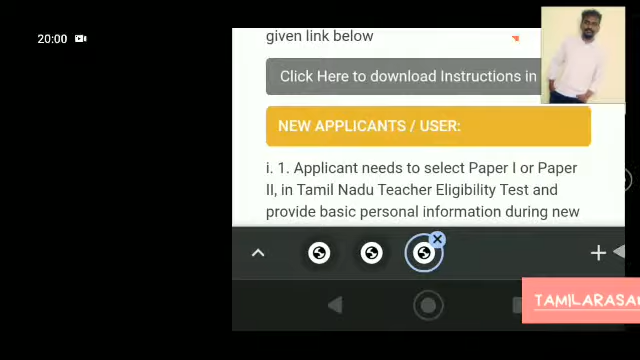 20:00
given link below
Click Here to download Instructions in
NEW APPLICANTS / USER:
i. 1. Applicant needs to select Paper I or Paper
II, in Tamil Nadu Teacher Eligibility Test and
provide basic personal information during new
TAMILARASAN